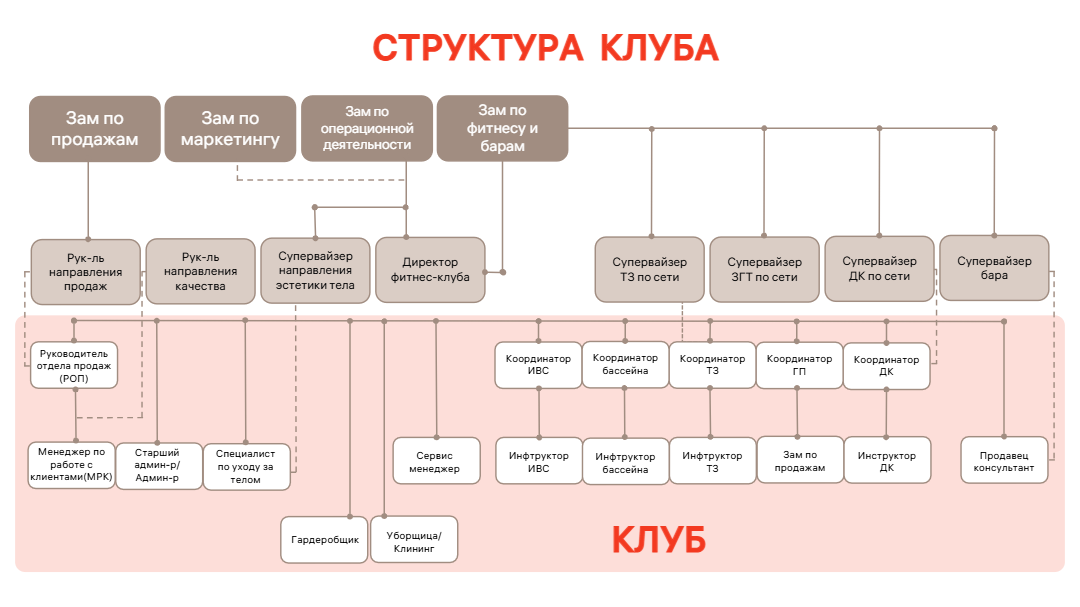 СТРУКТУРА КЛУБА
Зам по
продажам
Зам по
маркетингу
Зам по
операционной
деятельности
Зам по
фитнесу и
барам
Рук-ль
направления
продаж
Рук-ль
направления
качества
Супервайзер
направления
эстетики тела
Директор
фитнес-клуба
Супервайзер
ТЗ по сети
Супервайзер
ЗГТ по сети
Супервайзер
ДК по сети
Супервайзер
бара
Руководитель
отдела продаж
(РОП)
Координатор
ИВС
Координатор
бассейна
Координатор
ТЗ
Координатор
ГП
Координатор
ДК
Менеджер по
работе с
клиентами(МРК)
Старший
админ-р/
Админ-р
Специалист
по уходу за
телом
Сервис
менеджер
Инфтруктор
ИВС
Инфтруктор
бассейна
Инфтруктор
ТЗ
Зам по
продажам
Инструктор
ДК
Продавец
консультант
Гардеробщик
Уборщица/
Клининг
КЛУБ